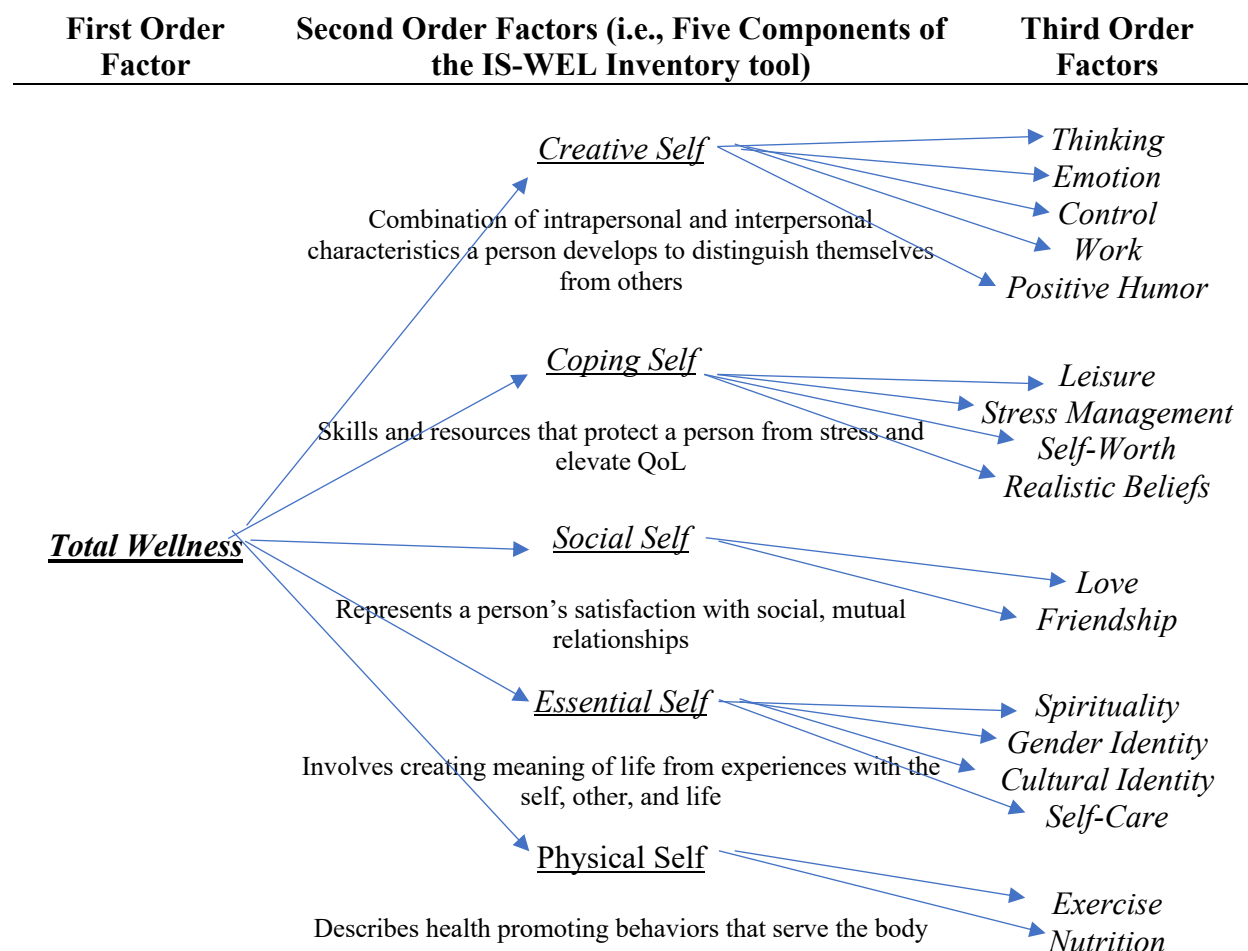 First Order Factor
Second Order Factors (i.e., Five Components of the IS-WEL Inventory tool)
Third Order Factors
Total Wellness
Creative Self
Combination of intrapersonal and interpersonal
characteristics a person develops to distinguish themselves
from others
Thinking
Emotion
Control
Work
Positive Humor
Coping Self
Skills and resources that protect a person from stress and
elevate QoL
Leisure
Stress Management
Self-Worth
Realistic Beliefs
Social Self
Represents a person's satisfaction with social, mutual
relationships
Love
Friendship
Essential Self
Involves creating meaning of life from experiences with the
self, other, and life
Spirituality
Gender Identity
Cultural Identity
Self-Care
Physical Self
Describes health promoting behaviors that serve the body
Exercise
Nutrition